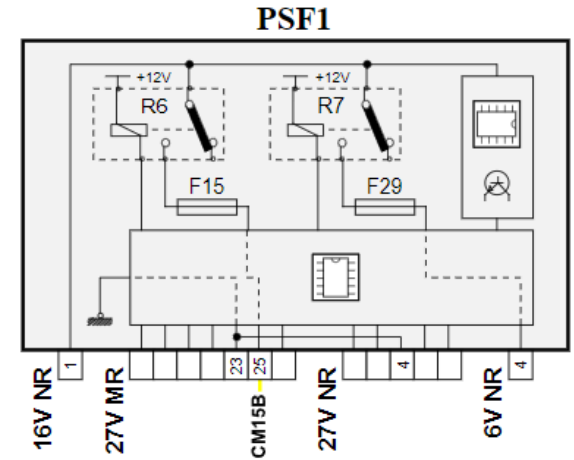 PSF1
+12V
+12V
R6
R7
F15
F29
1
23
25
4
4
16V NR
27V MR
CM15B
27V NR
6V NR